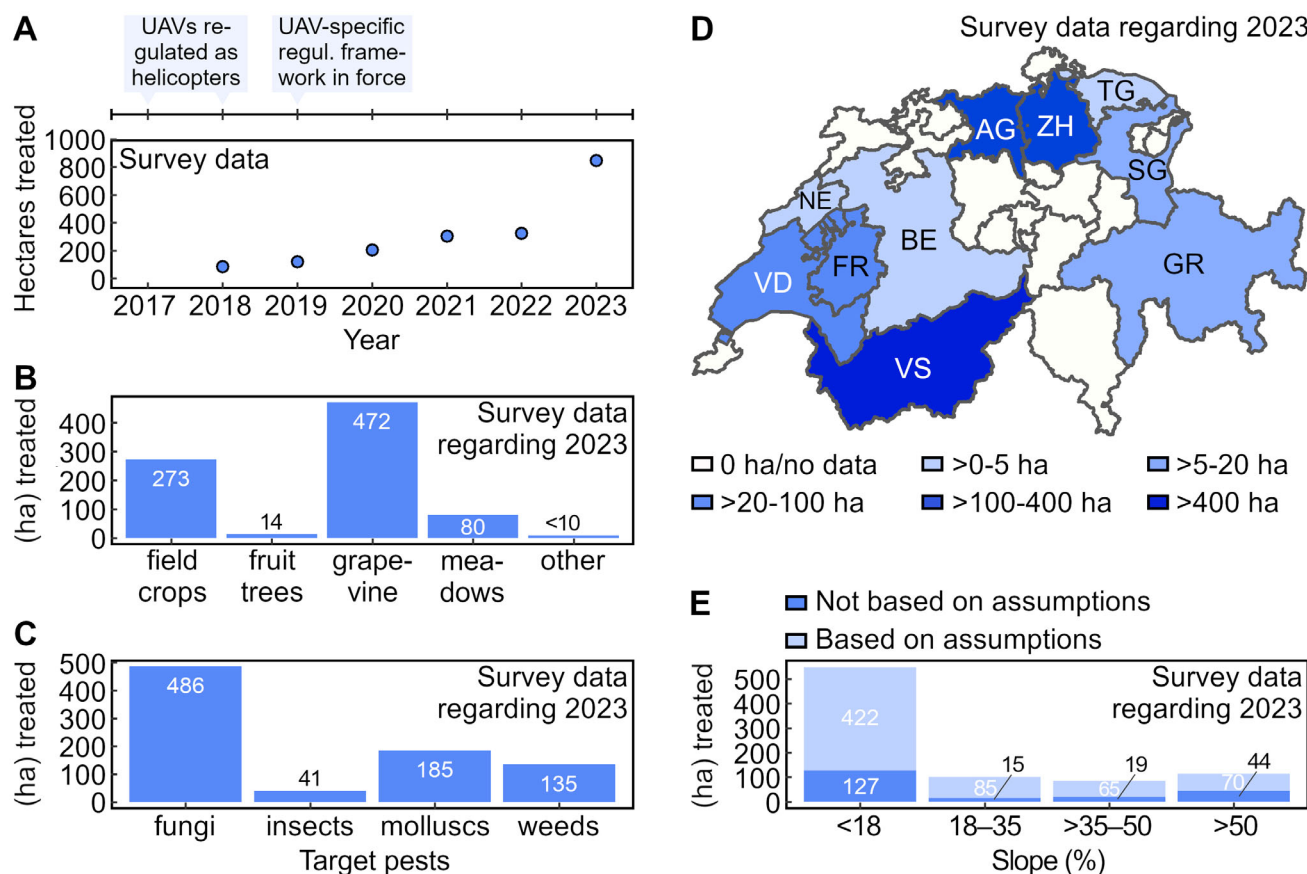 A
UAVs re-
gulated as
helicopters
UAV-specific
regul. frame-
work in force
Hectares treated
1000
800
600
400
200
0
Survey data
2017 2018 2019 2020 2021 2022 2023
Year
B
(ha) treated
400
300
200
100
0
Survey data
regarding 2023
273
14
472
80
<10
field
crops
fruit
trees
grape-
vine
mea-
dows
other
C
(ha) treated
500
400
300
200
100
0
Survey data
regarding 2023
486
41
185
135
fungi insects molluscs weeds
Target pests
D
Survey data regarding 2023
TG
AG
ZH
SG
NE
BE
FR
VD
GR
VS
0 ha/no data
>0-5 ha
>5-20 ha
>20-100 ha
>100-400 ha
>400 ha
E
Not based on assumptions
Based on assumptions
(ha) treated
500
400
300
200
100
0
Survey data
regarding 2023
422
127
15
85
19
65
44
70
<18 18–35 >35–50 >50
Slope (%)